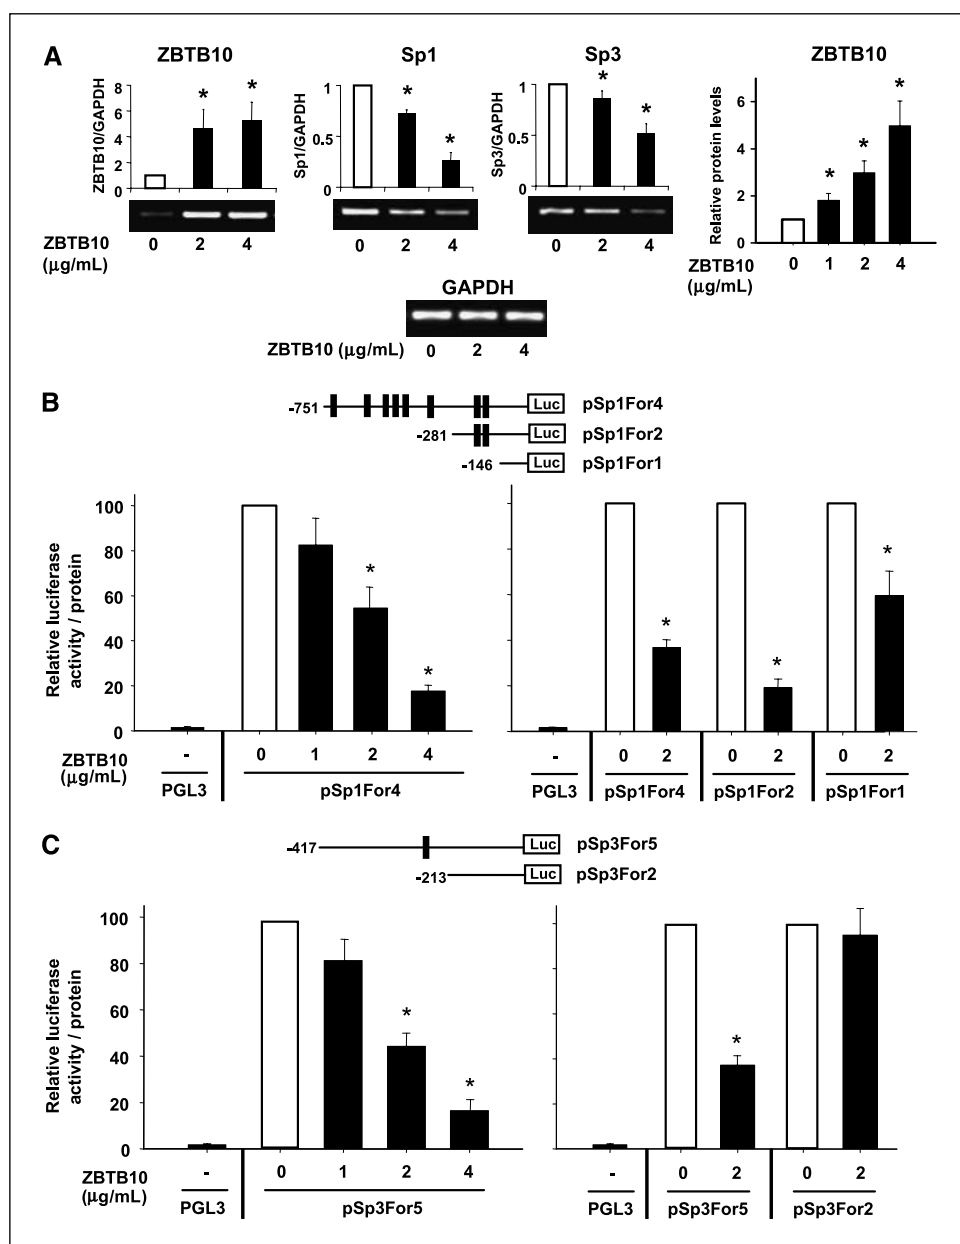 A
ZBTB10
Sp1
Sp3
ZBTB10
ZBTB10/GAPDH
8
6
4
2
0
*
*
Sp1/GAPDH
1
0.5
0
*
*
Sp3/GAPDH
1
0.5
0
*
*
Relative protein levels
6
4
2
0
*
*
*
ZBTB10
(μg/mL)
0 2 4
0 2 4
0 2 4
ZBTB10
(μg/mL)
0 1 2 4
GAPDH
ZBTB10 (μg/mL) 0 2 4
B
-751 Luc pSp1For4
-281 Luc pSp1For2
-146 Luc pSp1For1
Relative luciferase
activity / protein
100
80
60
40
20
0
*
*
*
*
*
ZBTB10
(μg/mL)
- 0 1 2 4
PGL3 pSp1For4
- 0 2 0 2 0 2
PGL3 pSp1For4 pSp1For2 pSp1For1
C
-417 Luc pSp3For5
-213 Luc pSp3For2
Relative luciferase
activity / protein
100
80
60
40
20
0
*
*
*
ZBTB10
(μg/mL)
- 0 1 2 4
PGL3 pSp3For5
- 0 2 0 2
PGL3 pSp3For5 pSp3For2